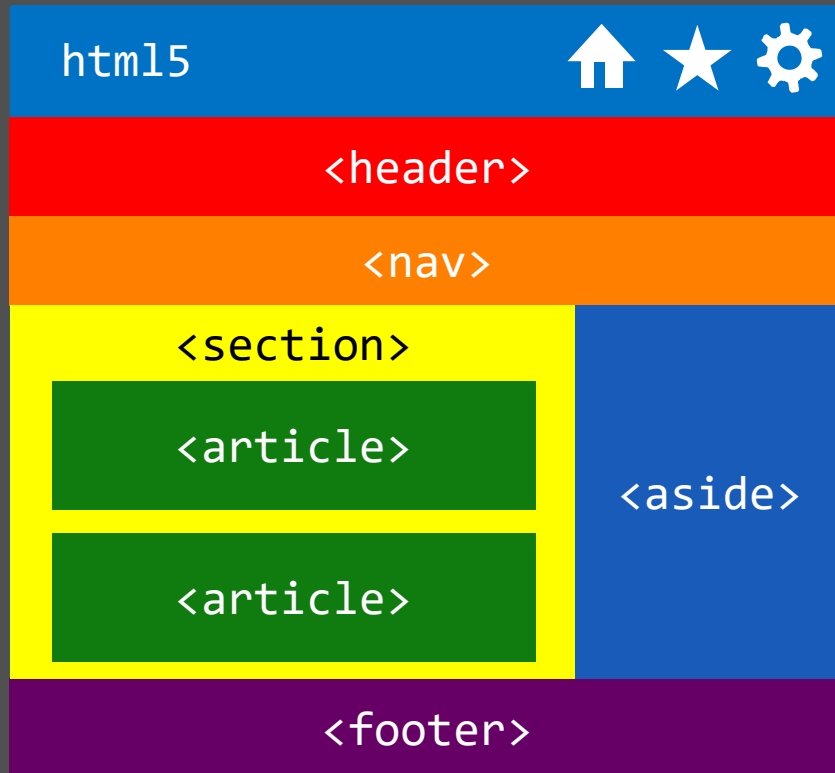 html5
<header>
<nav>
<section>
<article>
<aside>
<article>
<footer>